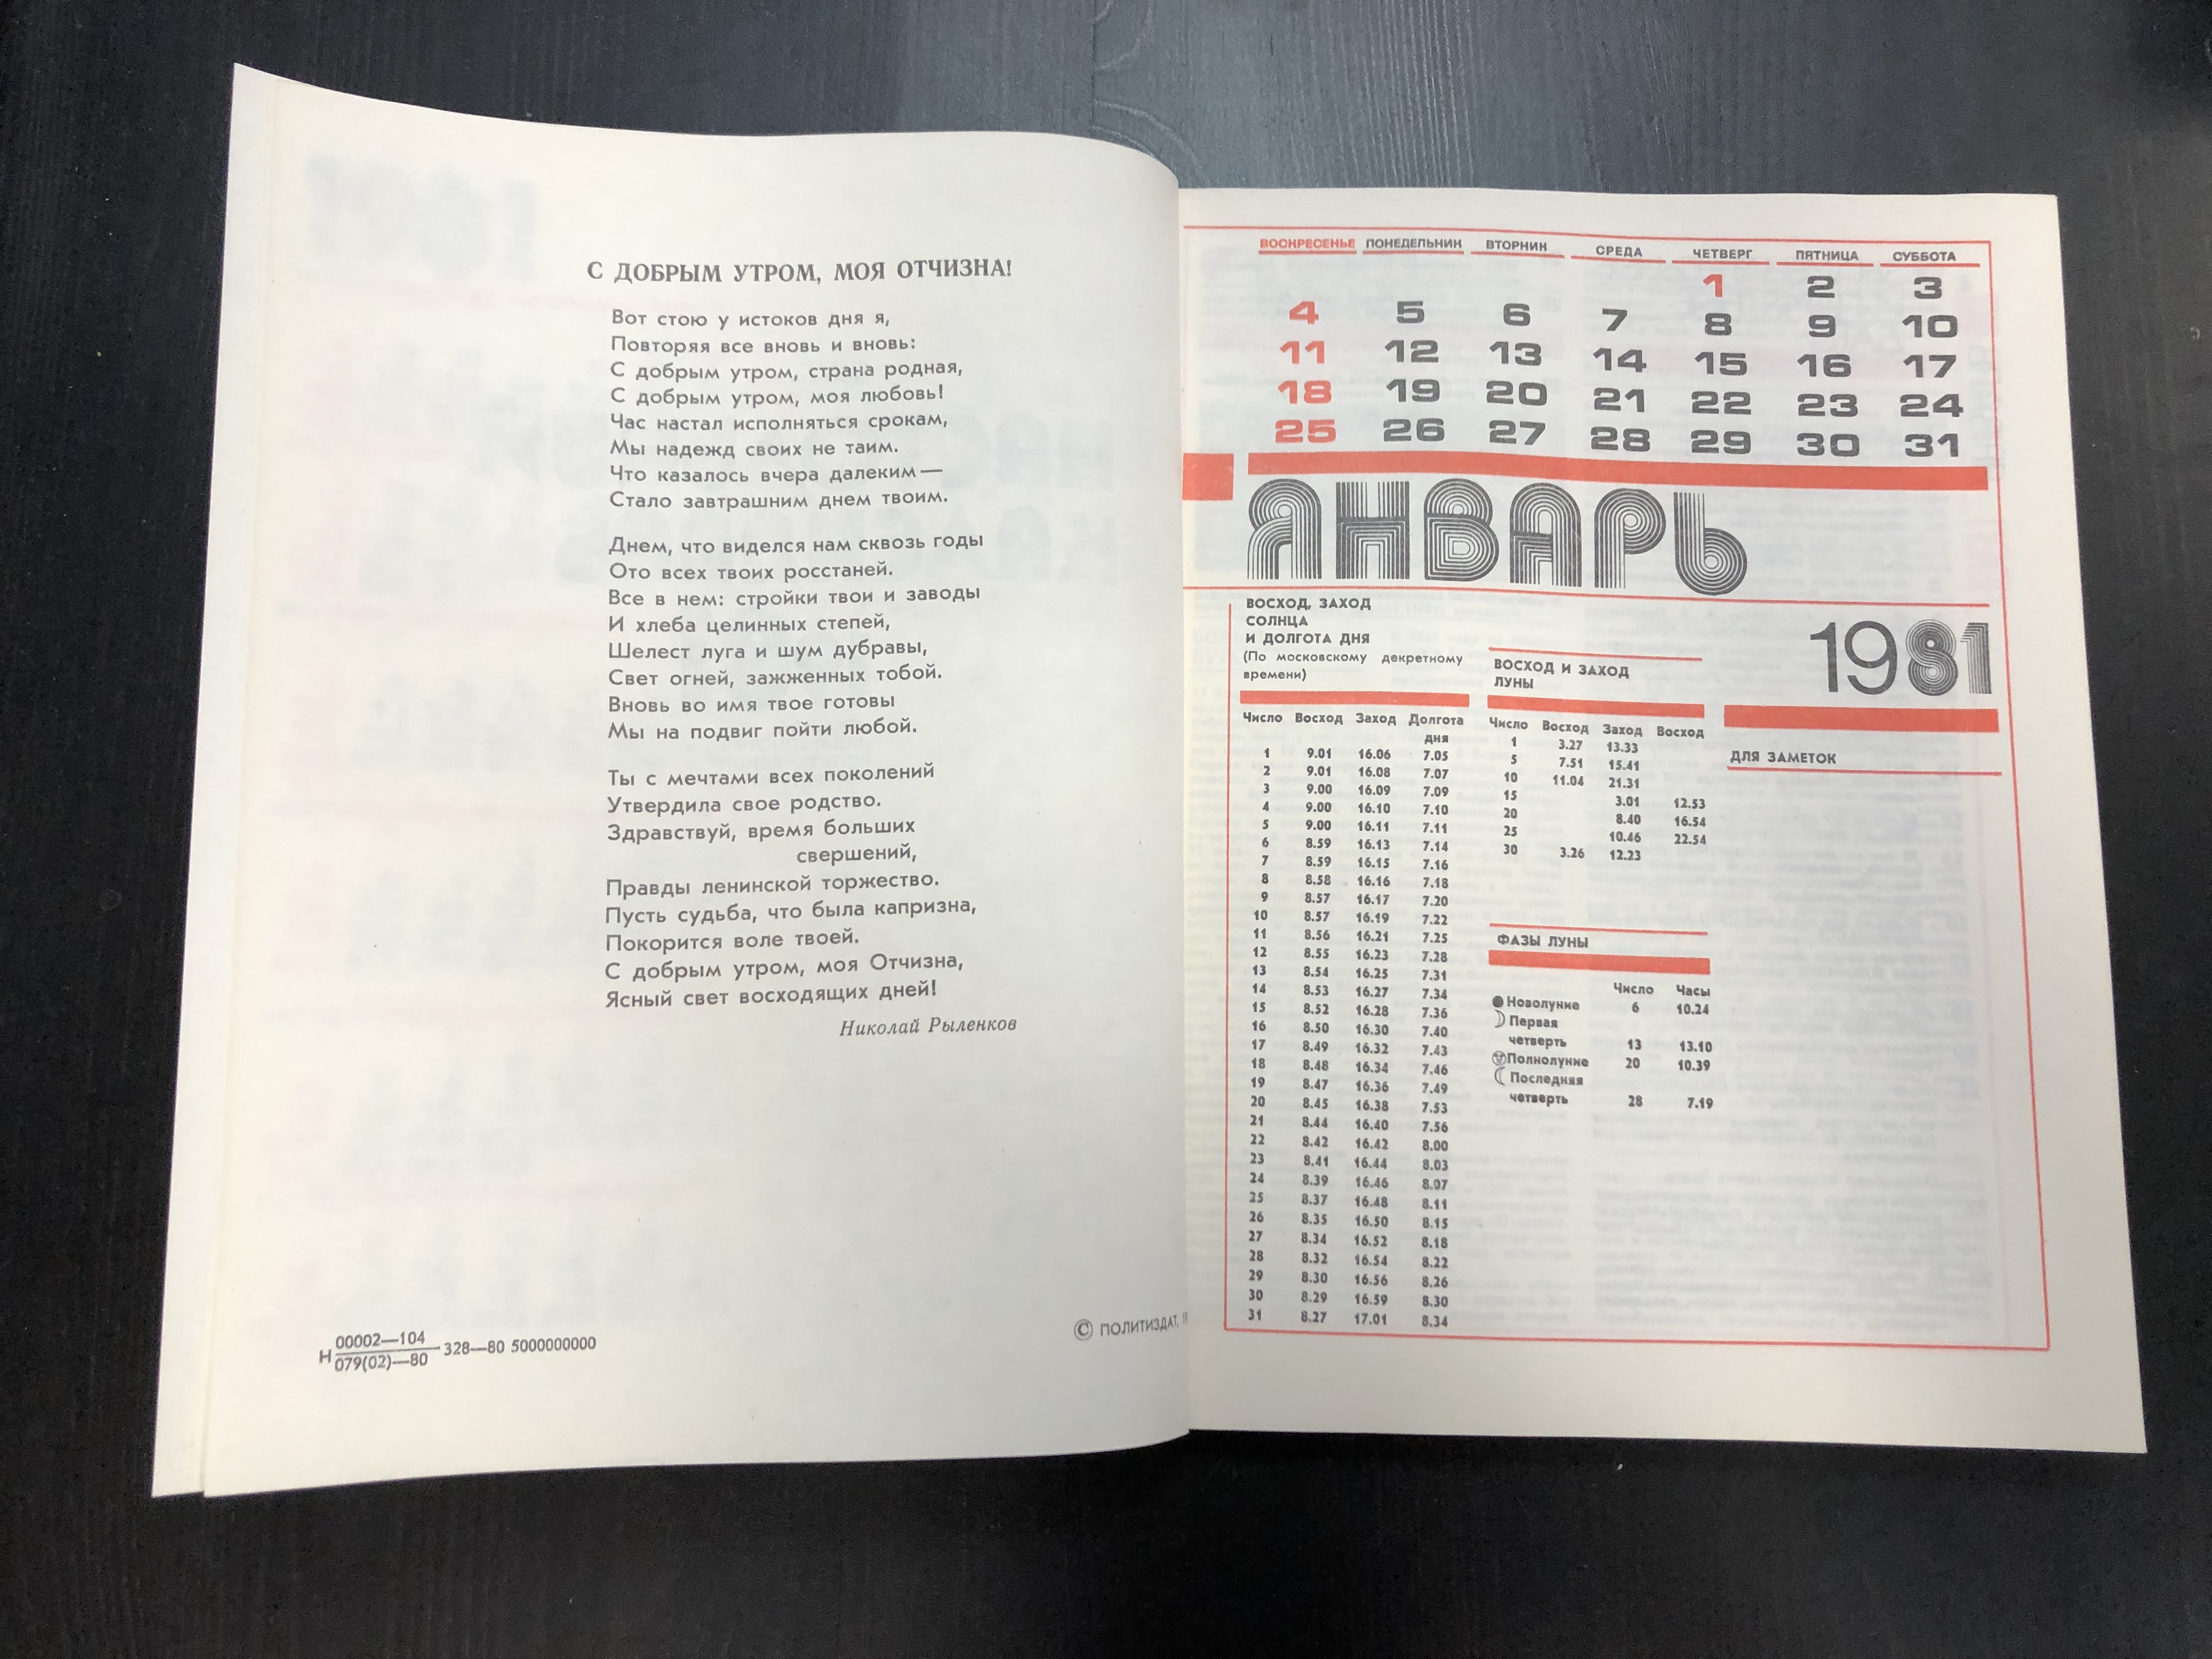 С ДОБРЫМ УТРОМ, МОЯ ОТЧИЗНА!
Вот стою у истоков дня я,
Повторяя все вновь и вновь:
С добрым утром, страна родная,
С добрым утром, моя любовь!
Час настал исполняться срокам,
Мы надежд своих не таим.
Что казалось вчера далеким —
Стало завтрашним днем твоим.
Днем, что виделся нам сквозь годы
Ото всех твоих росстаней.
Все в нем: стройки твои и заводы
И хлеба целинных степей,
Шелест луга и шум дубравы,
Свет огней, зажженных тобой.
Вновь во имя твое готовы
Мы на подвиг пойти любой.
Ты с мечтами всех поколений
Утвердила свое родство.
Здравствуй, время больших
свершений,
Правды ленинской торжество.
Пусть судьба, что была капризна,
Покорится воле твоей.
С добрым утром, моя Отчизна,
Ясный свет восходящих дней!
Николай Рыленков
Н 00002—104
079(02)—80 328—80 5000000000
© ПОЛИТИЗДАТ,
ВОСКРЕСЕНЬЕ ПОНЕДЕЛЬНИК ВТОРНИК СРЕДА ЧЕТВЕРГ ПЯТНИЦА СУББОТА
1 2 3
4 5 6 7 8 9 10
11 12 13 14 15 16 17
18 19 20 21 22 23 24
25 26 27 28 29 30 31
ЯНВАРЬ
1981
ВОСХОД, ЗАХОД
СОЛНЦА
И ДОЛГОТА ДНЯ
(По московскому декретному
времени)
Число Восход Заход Долгота
дня
1 9.01 16.06 7.05
2 9.01 16.08 7.07
3 9.00 16.09 7.09
4 9.00 16.10 7.10
5 9.00 16.11 7.11
6 8.59 16.13 7.14
7 8.59 16.15 7.16
8 8.58 16.16 7.18
9 8.57 16.17 7.20
10 8.57 16.19 7.22
11 8.56 16.21 7.25
12 8.55 16.23 7.28
13 8.54 16.25 7.31
14 8.53 16.27 7.34
15 8.52 16.28 7.36
16 8.50 16.30 7.40
17 8.49 16.32 7.43
18 8.48 16.34 7.46
19 8.47 16.36 7.49
20 8.45 16.38 7.53
21 8.44 16.40 7.56
22 8.42 16.42 8.00
23 8.41 16.44 8.03
24 8.39 16.46 8.07
25 8.37 16.48 8.11
26 8.35 16.50 8.15
27 8.34 16.52 8.18
28 8.32 16.54 8.22
29 8.30 16.56 8.26
30 8.29 16.59 8.30
31 8.27 17.01 8.34
ВОСХОД И ЗАХОД
ЛУНЫ
Число Восход Заход Восход
1 3.27 13.33
5 7.51 15.41
10 11.04 21.31
15 3.01 12.53
20 8.40 16.54
25 10.46 22.54
30 3.26 12.23
ФАЗЫ ЛУНЫ
Число Часы
Новолуние 6 10.24
Первая
четверть 13 13.10
Полнолуние 20 10.39
Последняя
четверть 28 7.19
ДЛЯ ЗАМЕТОК